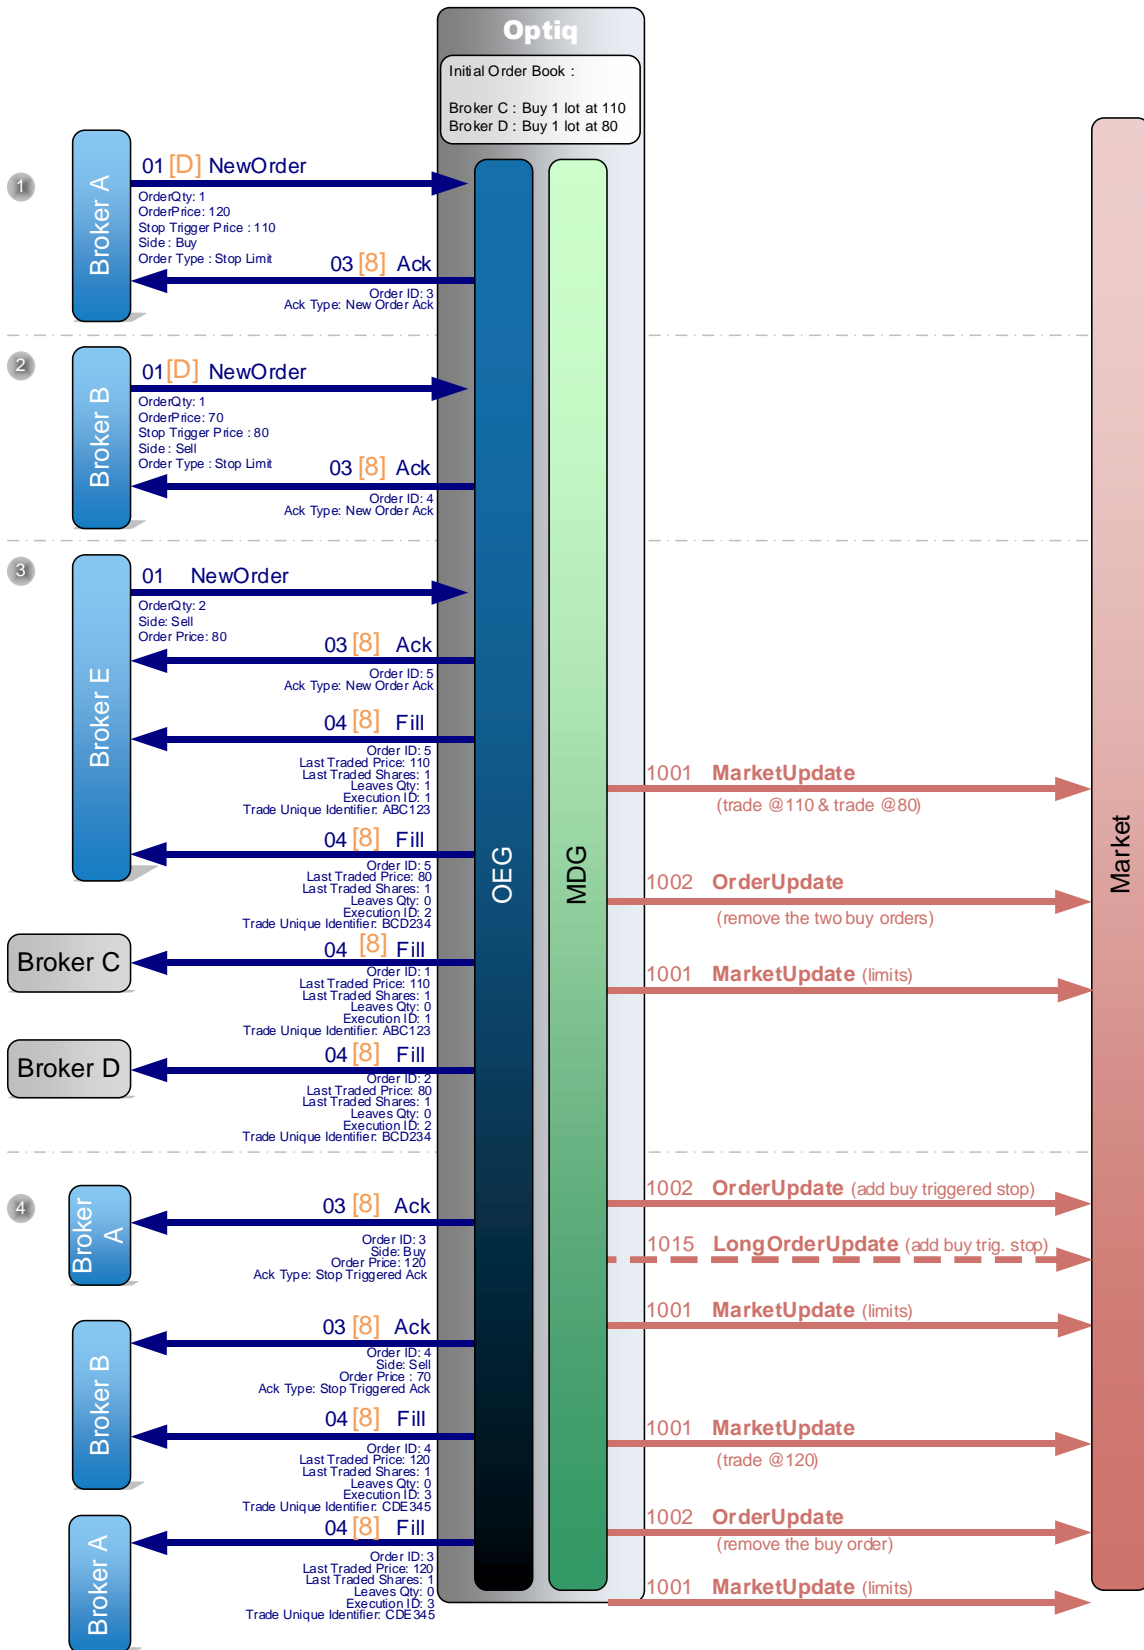 Optiq
Initial Order Book :
Broker C : Buy 1 lot at 110
Broker D : Buy 1 lot at 80
1
Broker A
01 [D] NewOrder
OrderQty: 1
OrderPrice: 120
Stop Trigger Price : 110
Side : Buy
Order Type : Stop Limit
03 [8] Ack
Order ID: 3
Ack Type: New Order Ack
2
Broker B
01 [D] NewOrder
OrderQty: 1
OrderPrice: 70
Stop Trigger Price : 80
Side : Sell
Order Type : Stop Limit
03 [8] Ack
Order ID: 4
Ack Type: New Order Ack
3
Broker E
01 NewOrder
OrderQty: 2
Side: Sell
Order Price: 80
03 [8] Ack
Order ID: 5
Ack Type: New Order Ack
04 [8] Fill
Order ID: 5
Last Traded Price: 110
Last Traded Shares: 1
Leaves Qty: 1
Execution ID: 1
Trade Unique Identifier: ABC123
04 [8] Fill
Order ID: 5
Last Traded Price: 80
Last Traded Shares: 1
Leaves Qty: 0
Execution ID: 2
Trade Unique Identifier: BCD234
Broker C
04 [8] Fill
Order ID: 1
Last Traded Price: 110
Last Traded Shares: 1
Leaves Qty: 0
Execution ID: 1
Trade Unique Identifier: ABC123
Broker D
04 [8] Fill
Order ID: 2
Last Traded Price: 80
Last Traded Shares: 1
Leaves Qty: 0
Execution ID: 2
Trade Unique Identifier: BCD234
OEG
MDG
1001 MarketUpdate
(trade @110 & trade @80)
1002 OrderUpdate
(remove the two buy orders)
1001 MarketUpdate (limits)
Market
4
Broker A
03 [8] Ack
Order ID: 3
Side: Buy
Order Price: 120
Ack Type: Stop Triggered Ack
Broker B
03 [8] Ack
Order ID: 4
Side: Sell
Order Price : 70
Ack Type: Stop Triggered Ack
04 [8] Fill
Order ID: 4
Last Traded Price: 120
Last Traded Shares: 1
Leaves Qty: 0
Execution ID: 3
Trade Unique Identifier: CDE345
Broker A
04 [8] Fill
Order ID: 3
Last Traded Price: 120
Last Traded Shares: 1
Leaves Qty: 0
Execution ID: 3
Trade Unique Identifier: CDE345
1002 OrderUpdate (add buy triggered stop)
1015 LongOrderUpdate (add buy trig. stop)
1001 MarketUpdate (limits)
1001 MarketUpdate
(trade @120)
1002 OrderUpdate
(remove the buy order)
1001 MarketUpdate (limits)